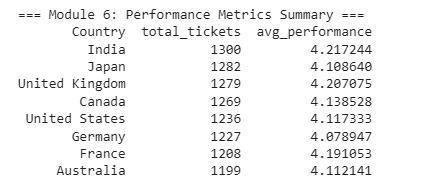 === Module 6: Performance Metrics Summary ===
Country total_tickets avg_performance
India 1300 4.217244
Japan 1282 4.108640
United Kingdom 1279 4.207075
Canada 1269 4.138528
United States 1236 4.117333
Germany 1227 4.078947
France 1208 4.191053
Australia 1199 4.112141